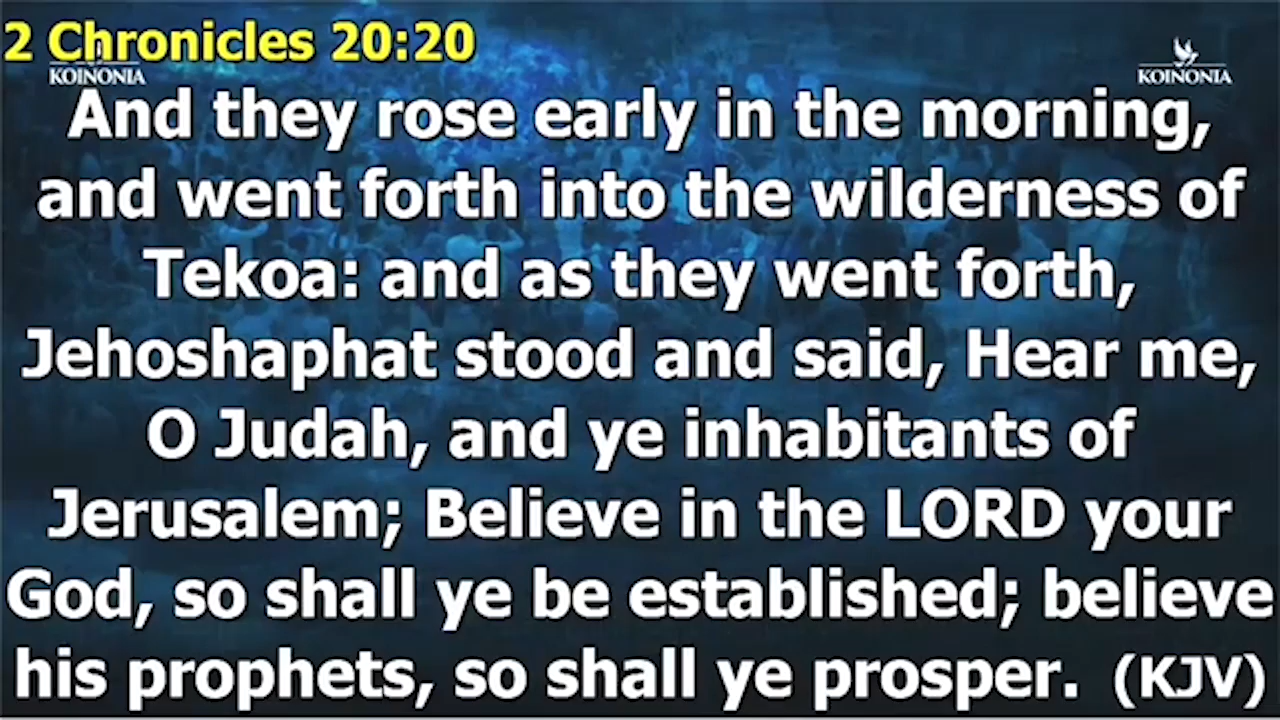 2 Chronicles 20:20
KOINONIA
KOINONIA
And they rose early in the morning,
and went forth into the wilderness of
Tekoa: and as they went forth,
Jehoshaphat stood and said, Hear me,
O Judah, and ye inhabitants of
Jerusalem; Believe in the LORD your
God, so shall ye be established; believe
his prophets, so shall ye prosper. (KJV)